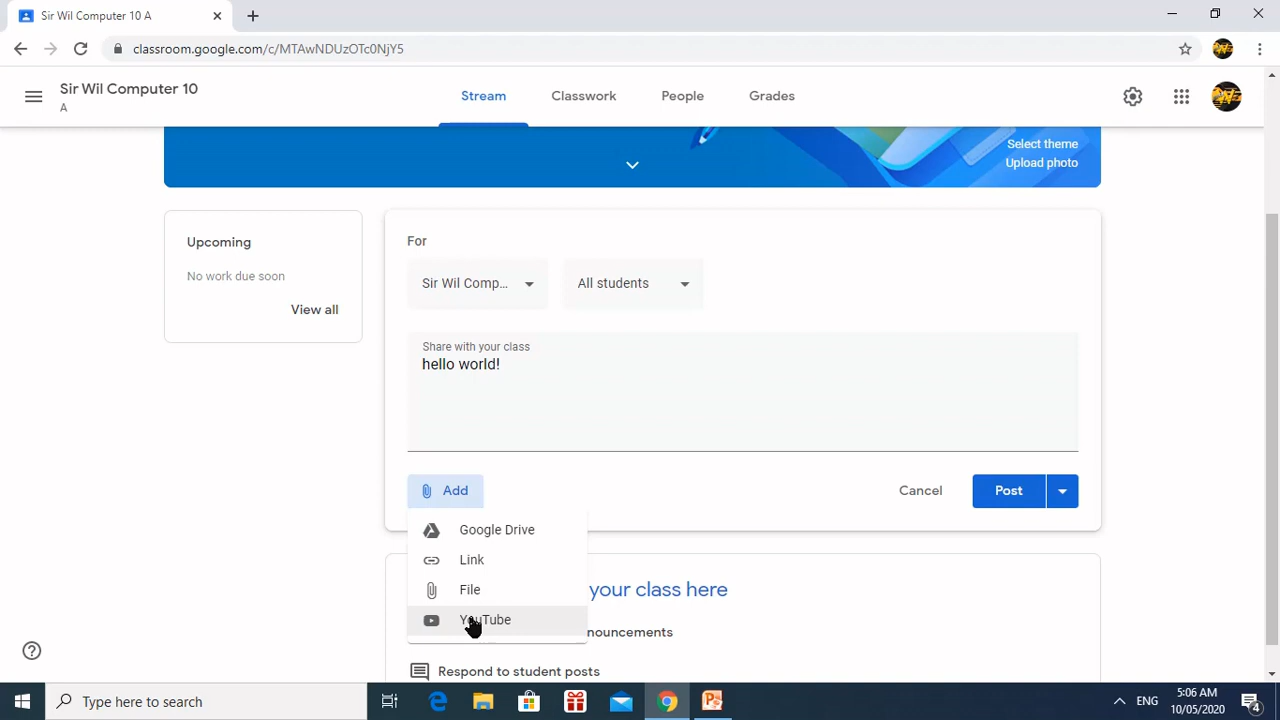 Sir Wil Computer 10 A
classroom.google.com/c/MTAwNDUzOTc0NjY5
Sir Wil Computer 10
A
Stream
Classwork
People
Grades
Select theme
Upload photo
Upcoming
No work due soon
View all
For
Sir Wil Comp...
All students
Share with your class
hello world!
Add
Cancel
Post
Google Drive
Link
File
YouTube
your class here
nouncements
Respond to student posts
Type here to search
ENG
5:06 AM
10/05/2020
4